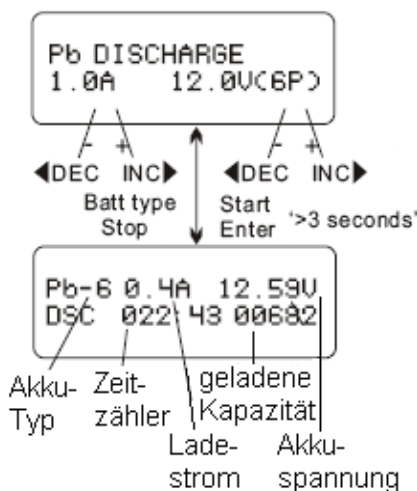 Pb DISCHARGE
1.0A 12.0V(6P)
- + - +
◀DEC INC▶ ◀DEC INC▶
Batt type Start
Stop Enter '>3 seconds'
Pb-6 0.4A 12.59V
DSC 022:43 00682
Akku- Zeit- geladene
Typ zähler Kapazität
Lade- Akku-
strom spannung